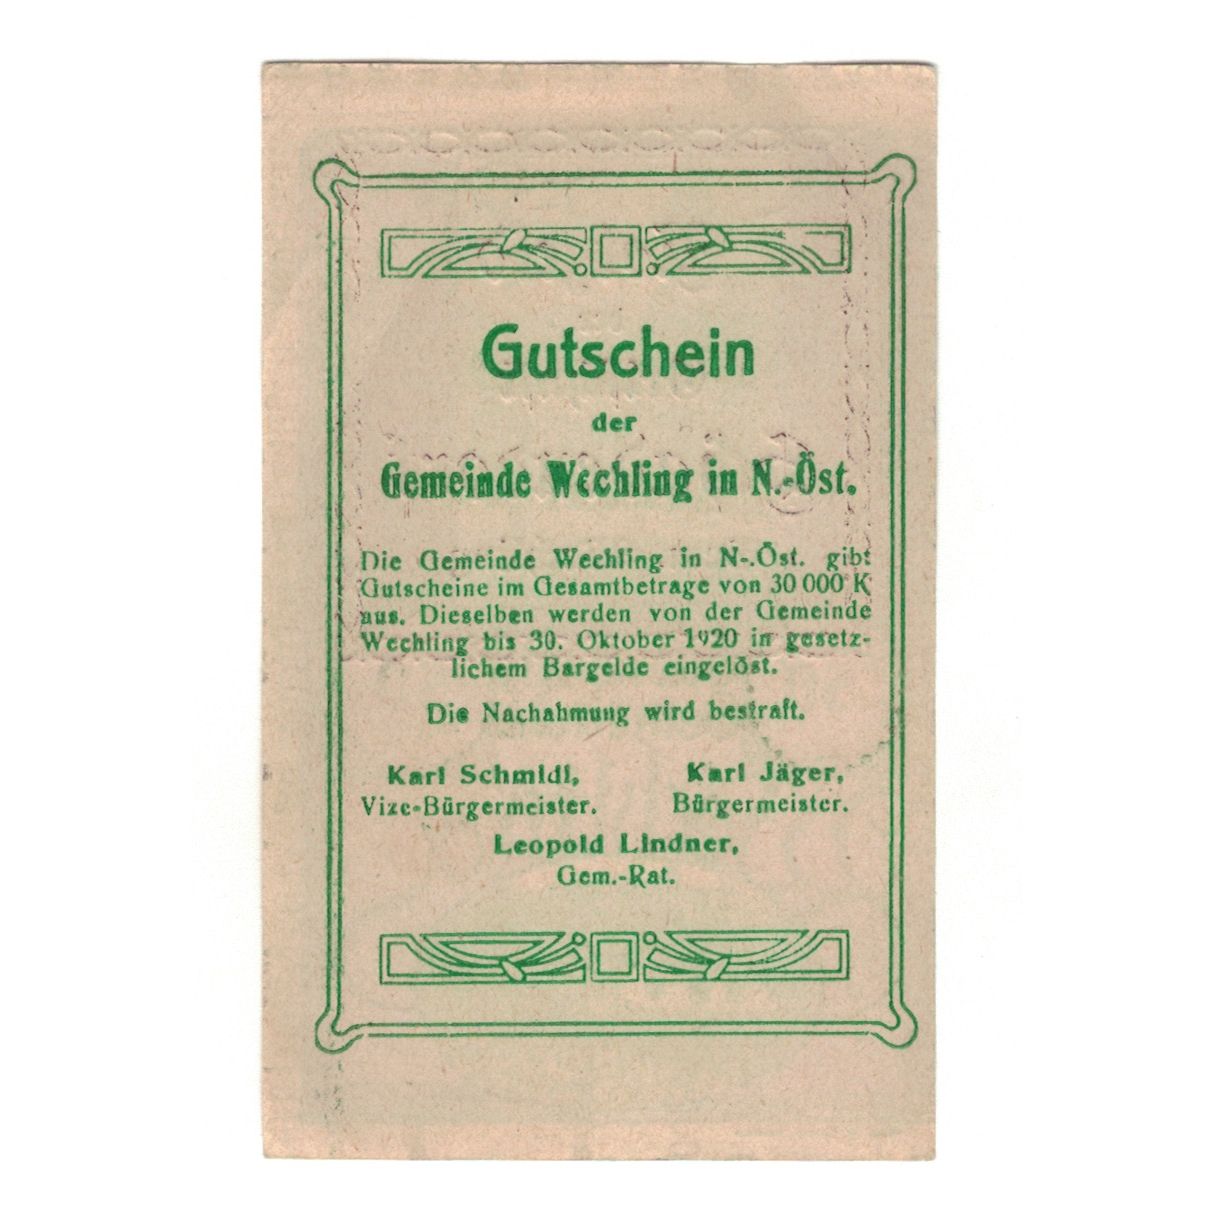 Gutschein
der
Gemeinde Wechling in N.-Öst.
Die Gemeinde Wechling in N-.Öst. gibt
Gutscheine im Gesamtbetrage von 30 000 K
aus. Dieselben werden von der Gemeinde
Wechling bis 30. Oktober 1920 in gesetz-
lichem Bargelde eingelöst.
Die Nachahmung wird bestraft.
Karl Schmidl, Karl Jäger,
Vize-Bürgermeister. Bürgermeister.
Leopold Lindner,
Gem.-Rat.